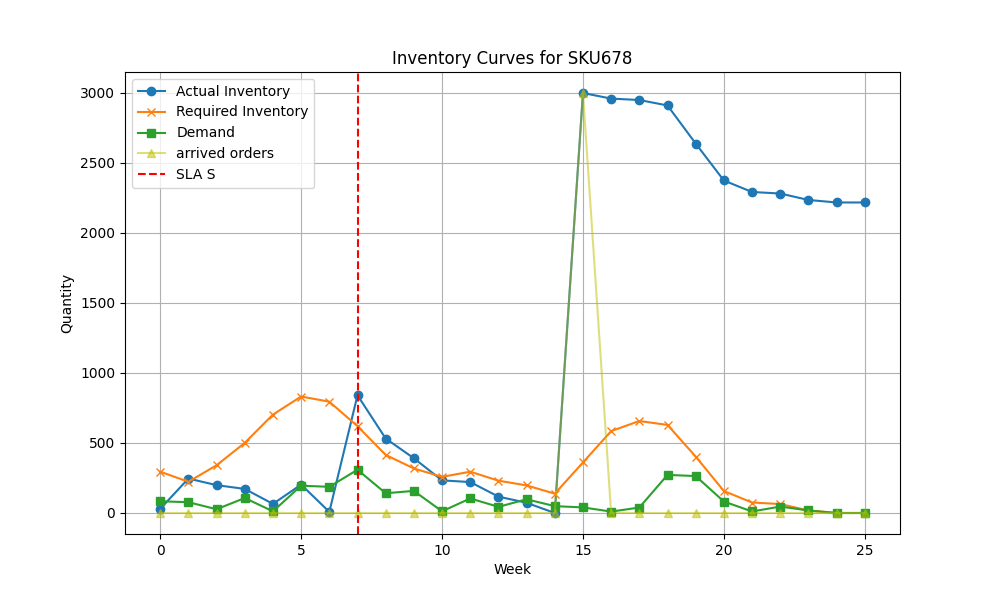 Inventory Curves for SKU678
Actual Inventory
Required Inventory
Demand
arrived orders
SLA S
3000
2500
2000
1500
1000
500
0
Quantity
0 5 10 15 20 25
Week